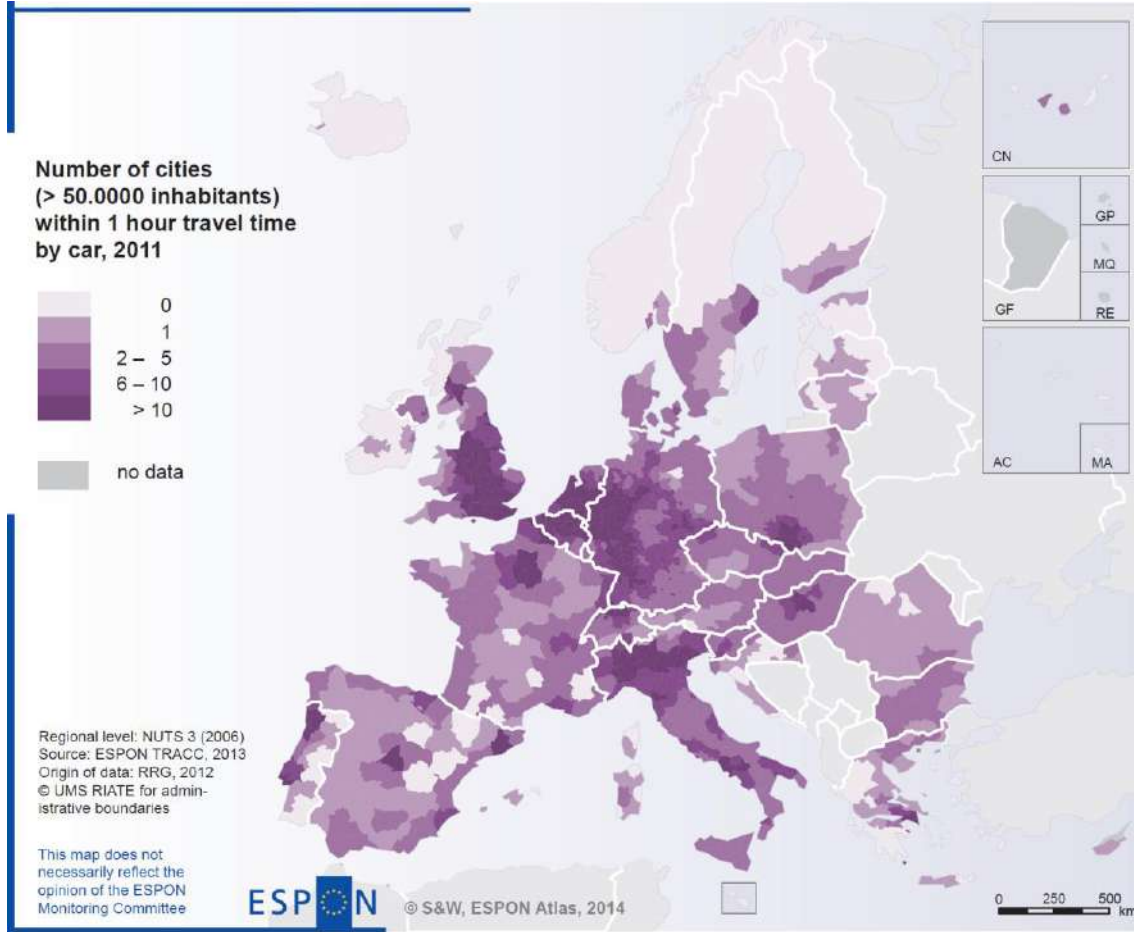 Number of cities
(> 50.0000 inhabitants)
within 1 hour travel time
by car, 2011
0
1
2 – 5
6 – 10
> 10
no data
CN
GP
MQ
GF
RE
AC
MA
Regional level: NUTS 3 (2006)
Source: ESPON TRACC, 2013
Origin of data: RRG, 2012
© UMS RIATE for admin-
istrative boundaries
This map does not
necessarily reflect the
opinion of the ESPON
Monitoring Committee
ESPON
© S&W, ESPON Atlas, 2014
0 250 500
km